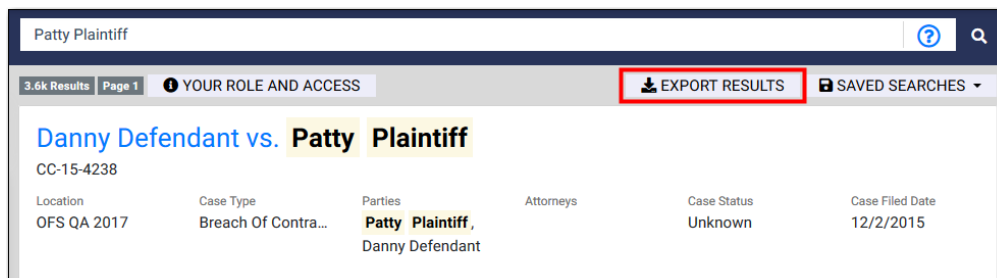 Patty Plaintiff
3.6k Results Page 1 YOUR ROLE AND ACCESS EXPORT RESULTS SAVED SEARCHES
Danny Defendant vs. Patty Plaintiff
CC-15-4238
Location Case Type Parties Attorneys Case Status Case Filed Date
OFS QA 2017 Breach Of Contra... Patty Plaintiff, Unknown 12/2/2015
Danny Defendant